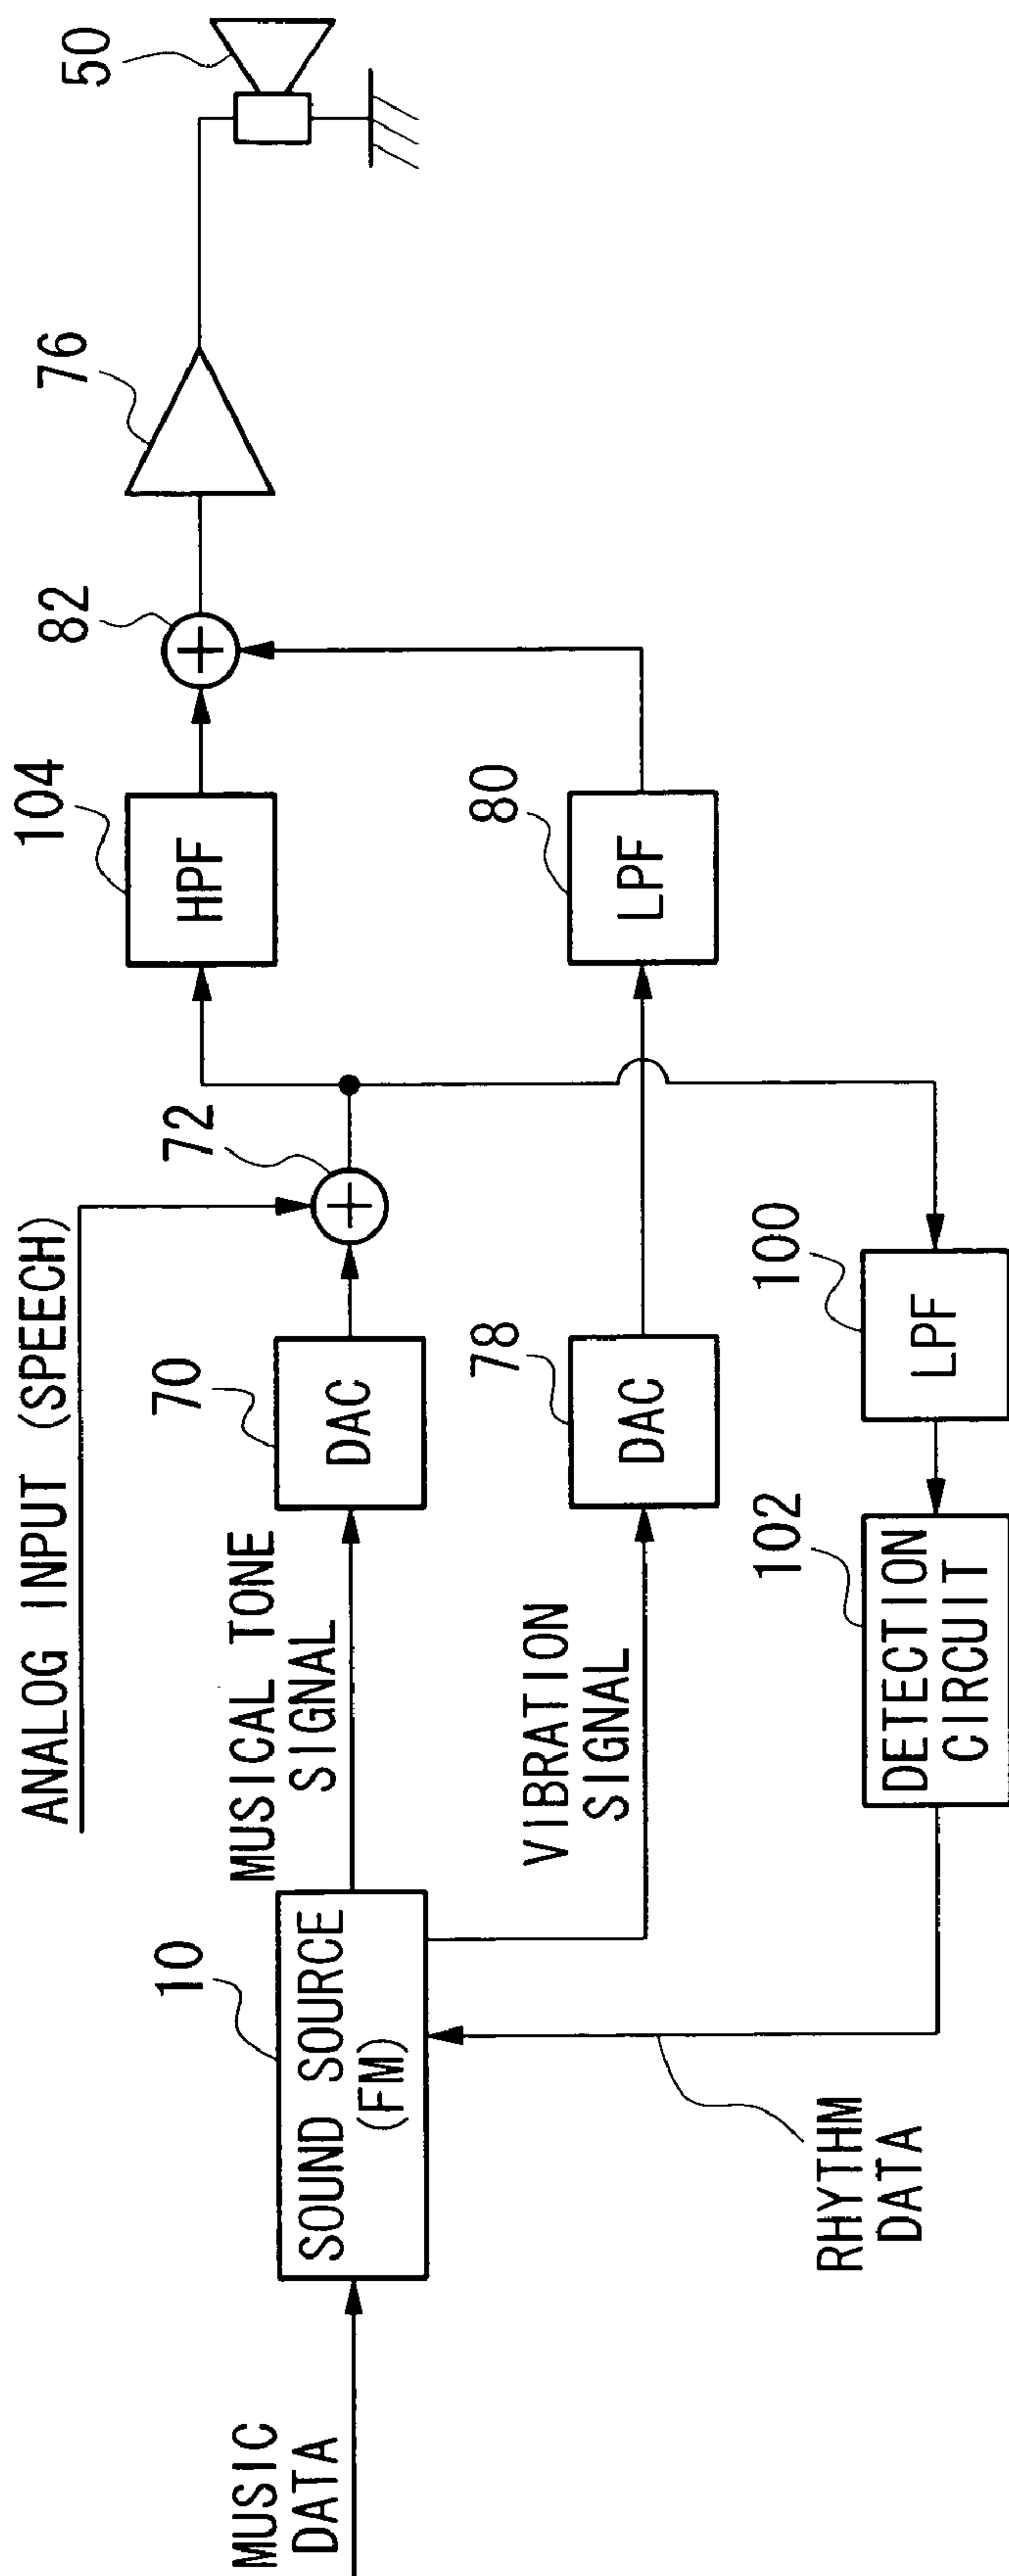 ANALOG INPUT (SPEECH)
MUSIC
DATA
10
SOUND SOURCE
(FM)
MUSICAL TONE
SIGNAL
70
DAC
72
104
HPF
82
76
50
VIBRATION
SIGNAL
78
DAC
80
LPF
RHYTHM
DATA
102
DETECTION
CIRCUIT
100
LPF